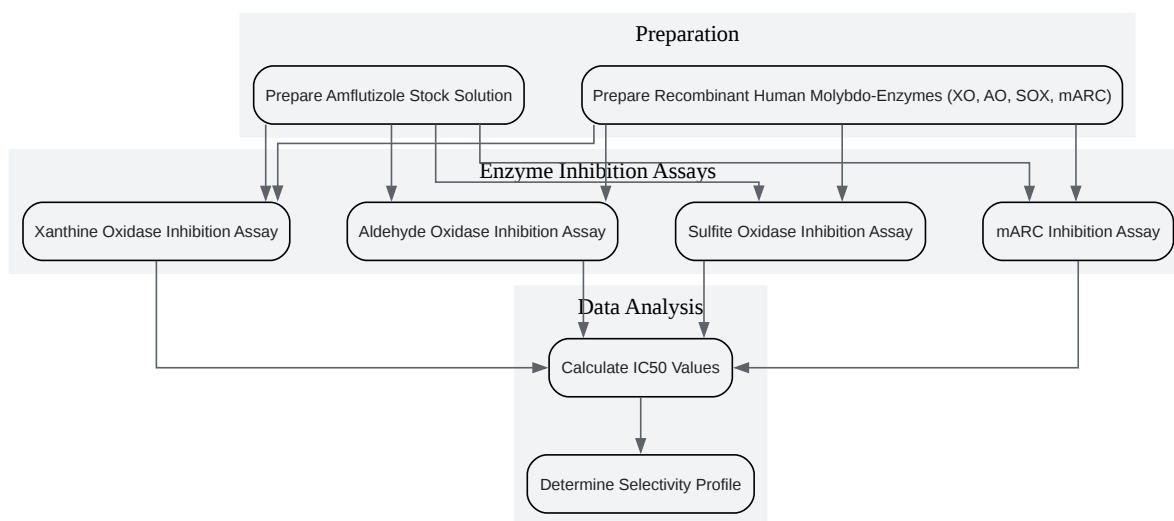 Preparation
Prepare Amflutizole Stock Solution
Prepare Recombinant Human Molybdo-Enzymes (XO, AO, SOX, mARC)
Enzyme Inhibition Assays
Xanthine Oxidase Inhibition Assay
Aldehyde Oxidase Inhibition Assay
Sulfite Oxidase Inhibition Assay
mARC Inhibition Assay
Data Analysis
Calculate IC50 Values
Determine Selectivity Profile